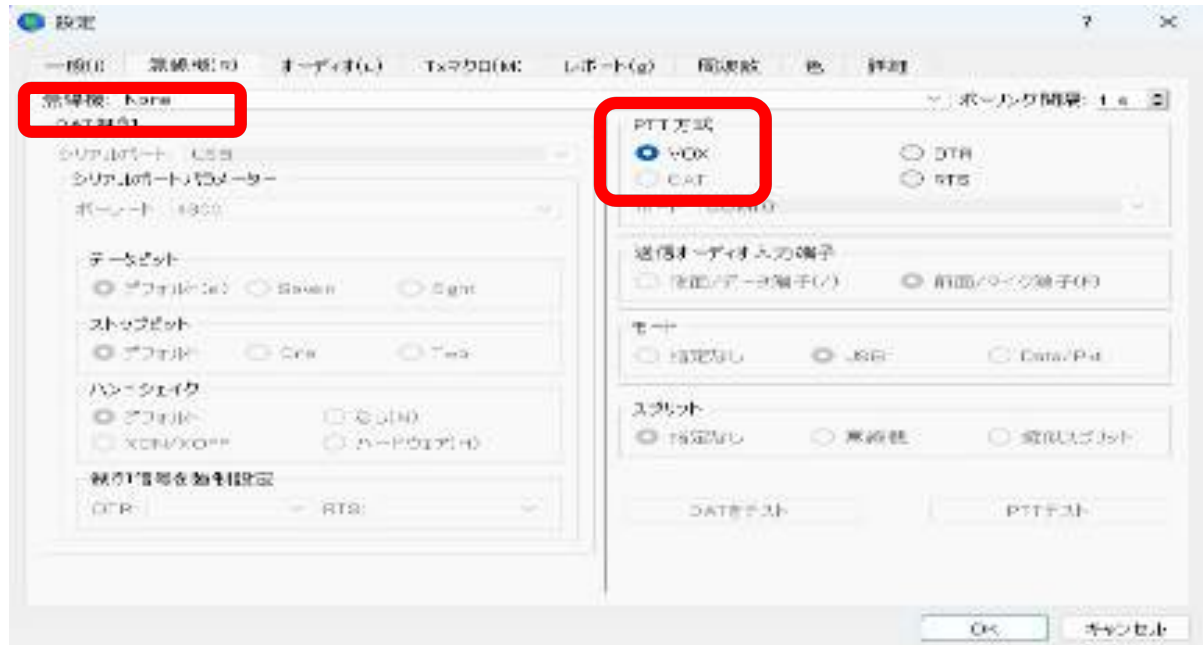 設定
一般(1) 無線機(R) オーディオ(u) Txマクロ(M) レポート(g) 周波数 色 詳細
無線機: None ポーリング間隔: 1 s
CAT制御
シリアルポート: USB
シリアルポートパラメーター
ボーレート: 4800
データビット
デフォルト(e) Seven Eight
ストップビット
デフォルト One Two
ハンドシェイク
デフォルト なし(N)
XON/XOFF ハードウェア(H)
制御信号を強制設定
DTR: RTS:
PTT方式
VOX DTR
CAT RTS
ポート:
送信オーディオ入力端子
背面/データ端子 前面/マイク端子
モード
指定なし USB Data/Pkt
スプリット
指定なし 無線機 疑似スプリット
CATをテスト PTTテスト
OK キャンセル